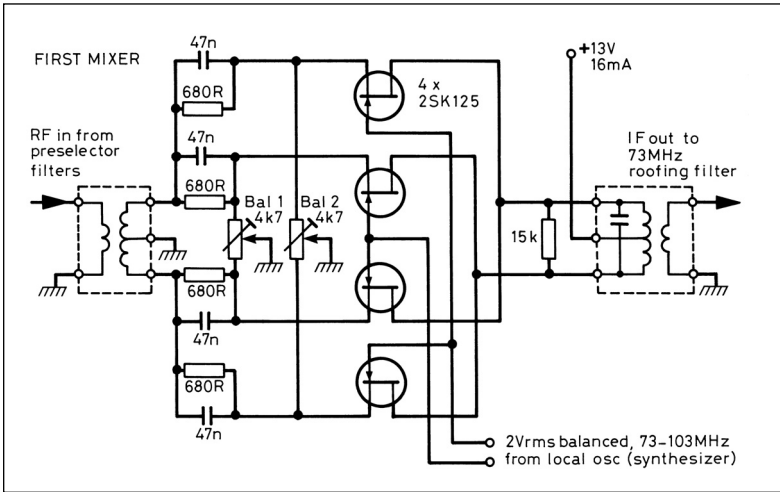 FIRST MIXER
47n
680R
47n
680R
RF in from
preselector
filters
4 x
2SK125
+13V
16mA
IF out to
73MHz
roofing filter
Bal 1
4k7
Bal 2
4k7
15k
680R
47n
680R
47n
2Vrms balanced, 73–103MHz
from local osc (synthesizer)